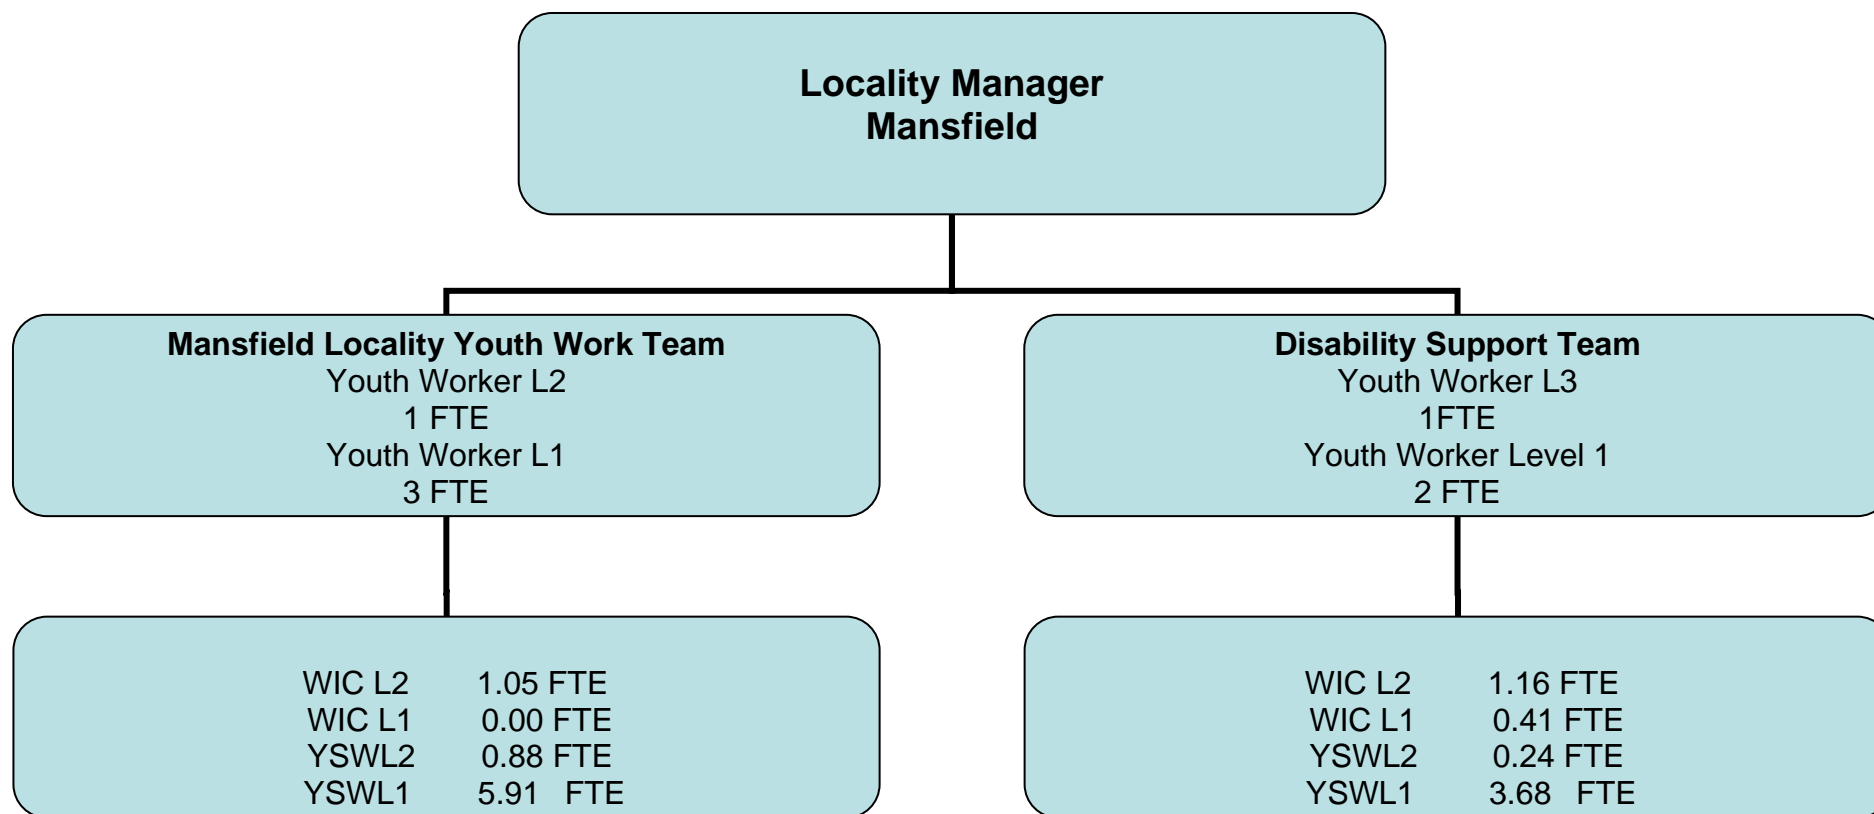 Locality Manager
Mansfield
Mansfield Locality Youth Work Team
Youth Worker L2
1 FTE
Youth Worker L1
3 FTE
Disability Support Team
Youth Worker L3
1FTE
Youth Worker Level 1
2 FTE
WIC L2 1.05 FTE
WIC L1 0.00 FTE
YSWL2 0.88 FTE
YSWL1 5.91 FTE
WIC L2 1.16 FTE
WIC L1 0.41 FTE
YSWL2 0.24 FTE
YSWL1 3.68 FTE